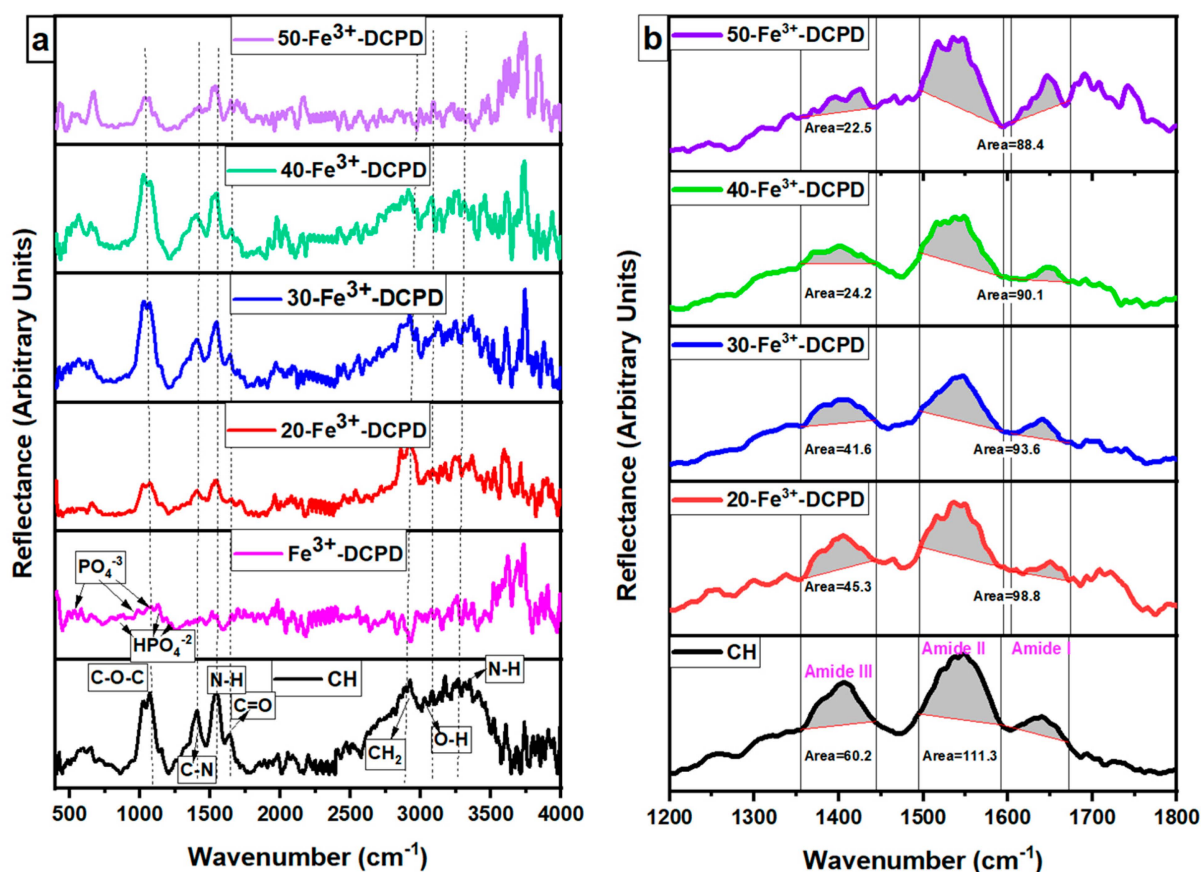 a
50-Fe³⁺-DCPD
40-Fe³⁺-DCPD
30-Fe³⁺-DCPD
20-Fe³⁺-DCPD
Fe³⁺-DCPD
PO₄⁻³
HPO₄⁻²
CH
C-O-C
N-H
C=O
C-N
CH₂
O-H
N-H
Reflectance (Arbitrary Units)
500 1000 1500 2000 2500 3000 3500 4000
Wavenumber (cm⁻¹)
b
50-Fe³⁺-DCPD
Area=22.5
Area=88.4
40-Fe³⁺-DCPD
Area=24.2
Area=90.1
30-Fe³⁺-DCPD
Area=41.6
Area=93.6
20-Fe³⁺-DCPD
Area=45.3
Area=98.8
CH
Amide III
Amide II
Amide I
Area=60.2
Area=111.3
Reflectance (Arbitrary Units)
1200 1300 1400 1500 1600 1700 1800
Wavenumber (cm⁻¹)